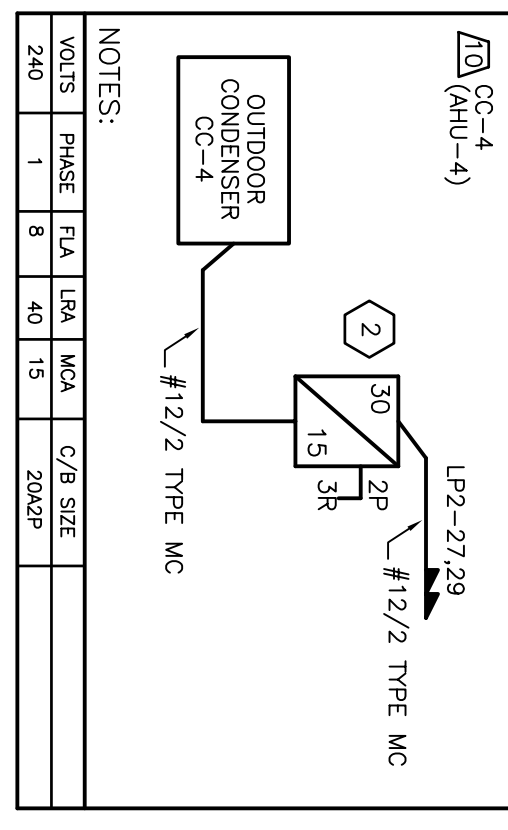 10
CC-4
(AHU-4)
LP2-27,29
#12/2 TYPE MC
2
30
15
2P
3R
OUTDOOR
CONDENSER
CC-4
#12/2 TYPE MC
NOTES:
VOLTS PHASE FLA LRA MCA C/B SIZE
240 1 8 40 15 20A2P